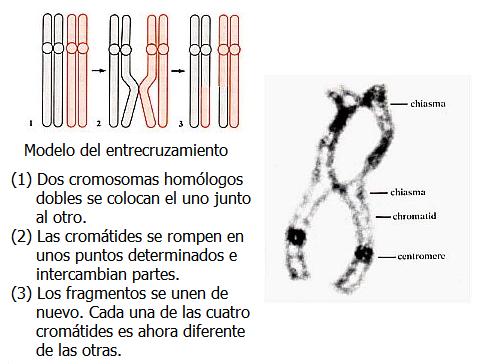 1
2
3
Modelo del entrecruzamiento
(1) Dos cromosomas homólogos
dobles se colocan el uno junto
al otro.
(2) Las cromátides se rompen en
unos puntos determinados e
intercambian partes.
(3) Los fragmentos se unen de
nuevo. Cada una de las cuatro
cromátides es ahora diferente
de las otras.
chiasma
chiasma
chromatid
centromere